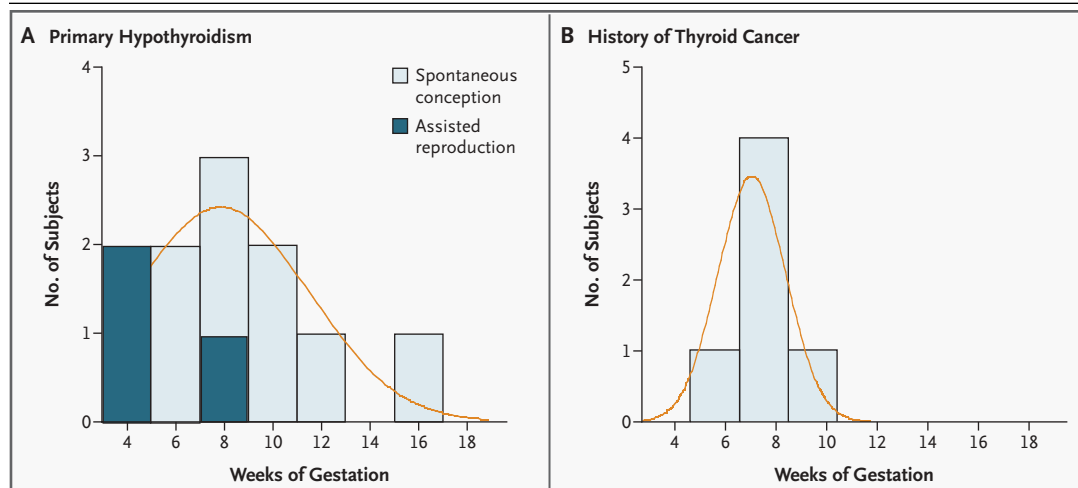 A Primary Hypothyroidism
4
3
2
1
0
No. of Subjects
Spontaneous
conception
Assisted
reproduction
4 6 8 10 12 14 16 18
Weeks of Gestation
B History of Thyroid Cancer
5
4
3
2
1
0
No. of Subjects
4 6 8 10 12 14 16 18
Weeks of Gestation